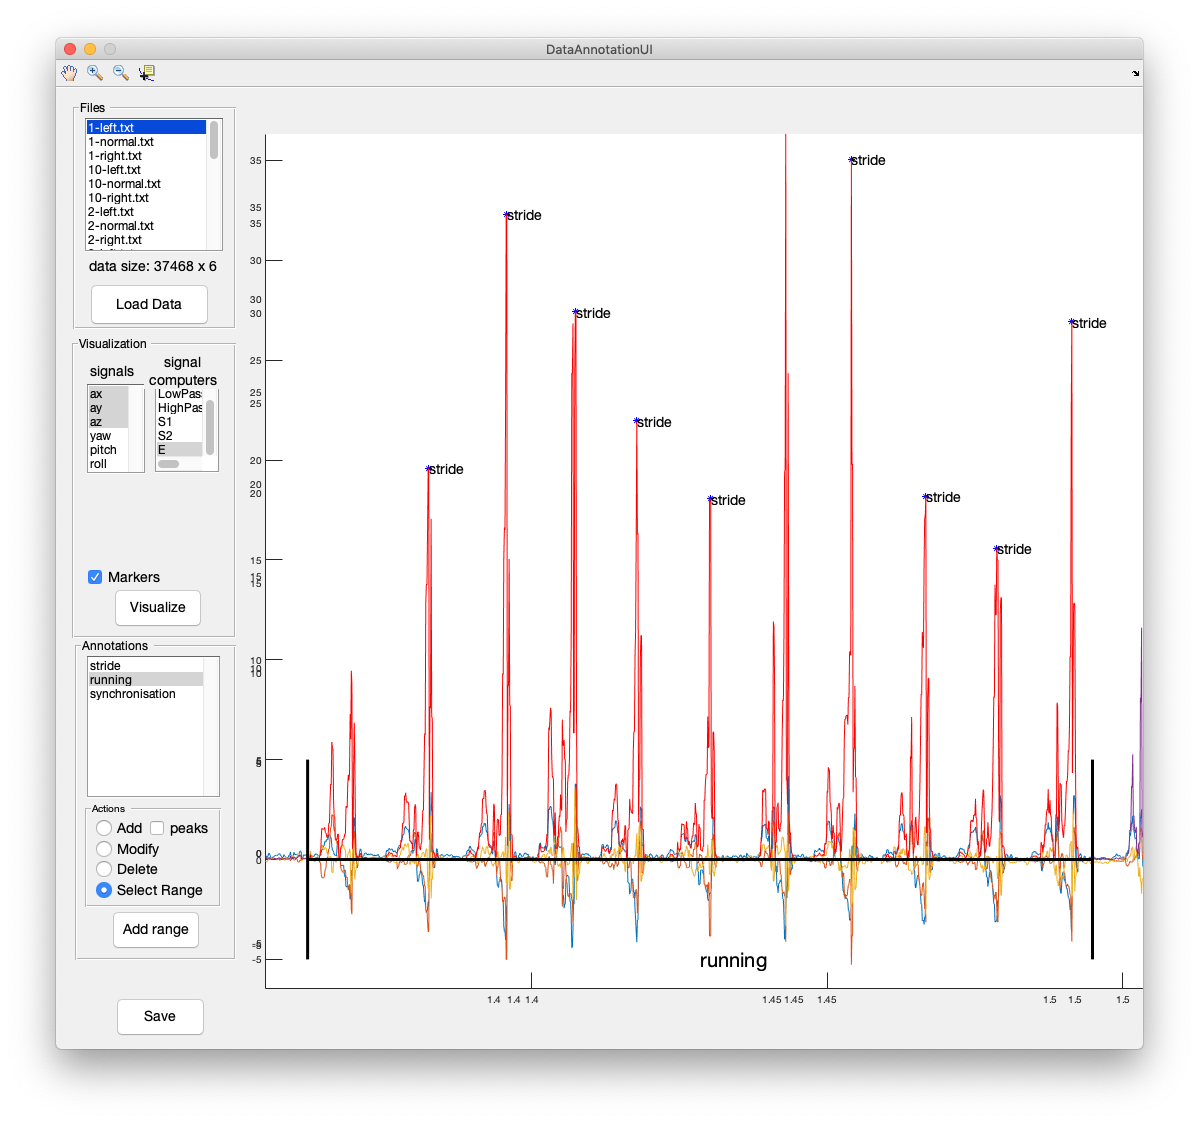 DataAnnotationUI
Files
1-left.txt
1-normal.txt
1-right.txt
10-left.txt
10-normal.txt
10-right.txt
2-left.txt
2-normal.txt
2-right.txt
data size: 37468 x 6
Load Data
Visualization
signals
signal computers
ax
ay
az
yaw
pitch
roll
LowPas
HighPas
S1
S2
E
Markers
Visualize
Annotations
stride
running
synchronisation
Actions
Add
peaks
Modify
Delete
Select Range
Add range
Save
35
35
35
30
30
30
25
25
25
20
20
20
15
15
15
10
10
10
5
5
0
0
-5
-5
stride
stride
stride
stride
stride
stride
stride
stride
stride
stride
running
1.4 1.4 1.4
1.45 1.45 1.45
1.5 1.5 1.5